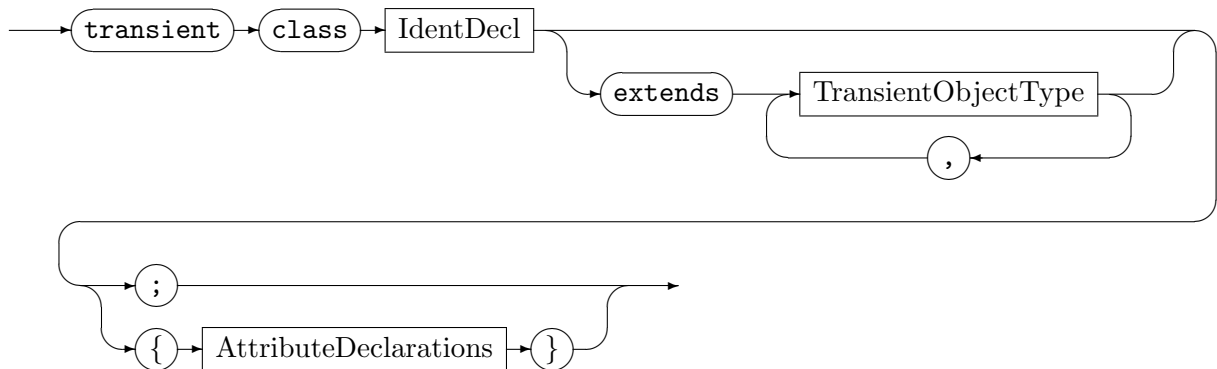 transient class IdentDecl
extends TransientObjectType
,
;
{ AttributeDeclarations }